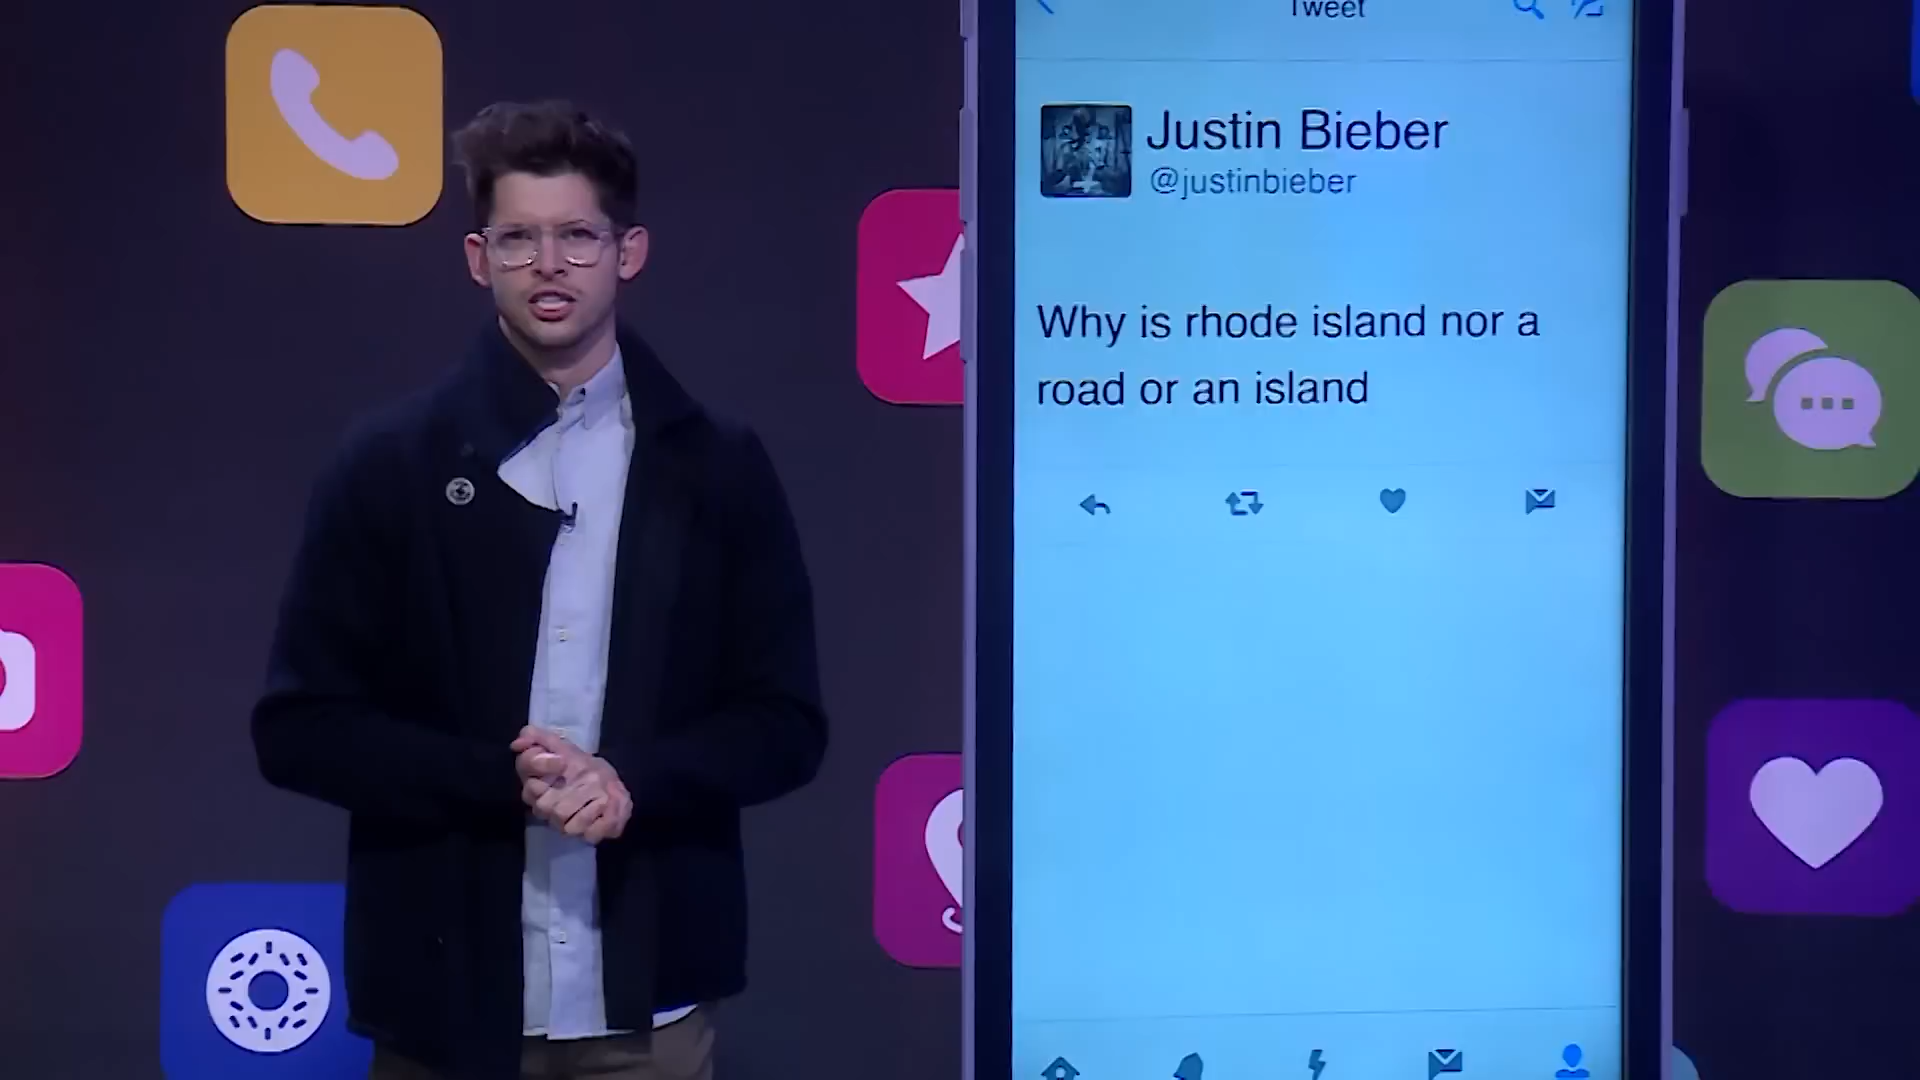 Tweet
Justin Bieber
@justinbieber
Why is rhode island nor a
road or an island